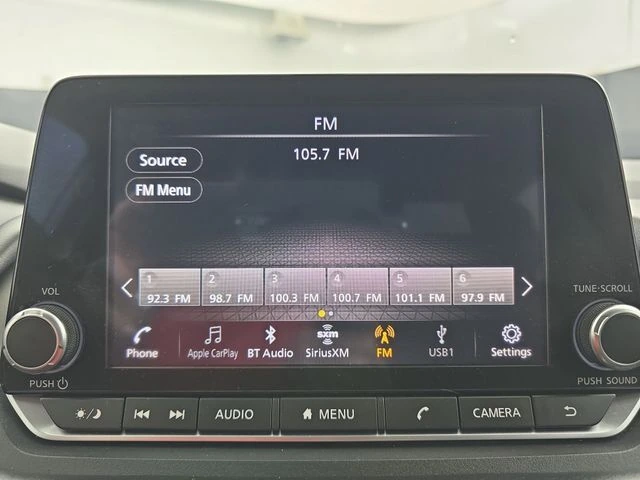 FM
Source
105.7 FM
FM Menu
1 2 3 4 5 6
92.3 FM 98.7 FM 100.3 FM 100.7 FM 101.1 FM 97.9 FM
VOL
TUNE·SCROLL
Phone Apple CarPlay BT Audio sxm SiriusXM FM USB1 Settings
PUSH
PUSH SOUND
AUDIO MENU CAMERA